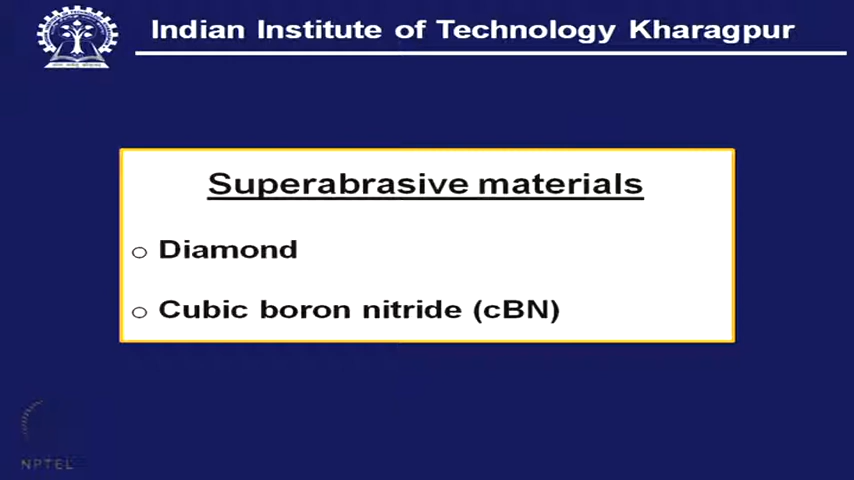 Indian Institute of Technology Kharagpur
Superabrasive materials
Diamond
Cubic boron nitride (cBN)
NPTEL